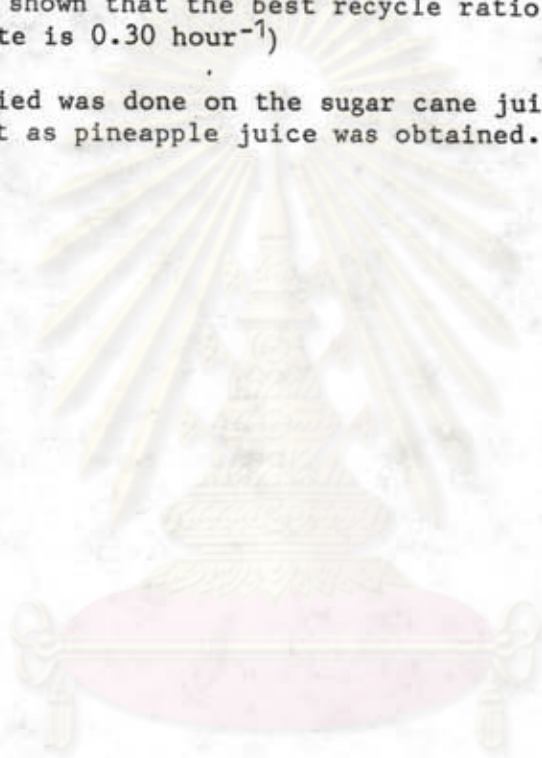 shown that the best recycle ratio
te is 0.30 hour⁻¹)
ied was done on the sugar cane jui
t as pineapple juice was obtained.